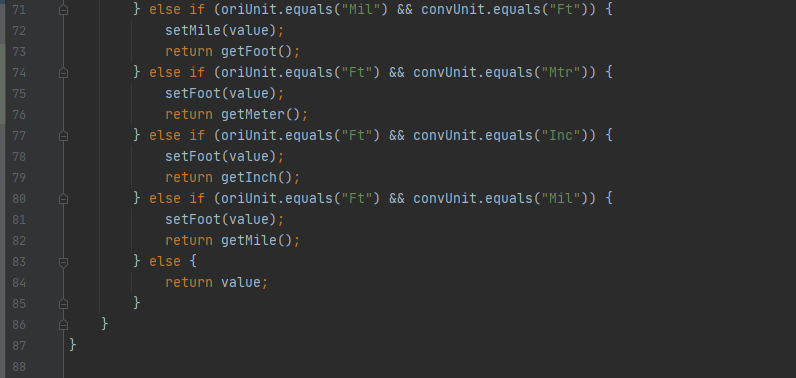 71 } else if (oriUnit.equals("Mil") && convUnit.equals("Ft")) {
72 setMile(value);
73 return getFoot();
74 } else if (oriUnit.equals("Ft") && convUnit.equals("Mtr")) {
75 setFoot(value);
76 return getMeter();
77 } else if (oriUnit.equals("Ft") && convUnit.equals("Inc")) {
78 setFoot(value);
79 return getInch();
80 } else if (oriUnit.equals("Ft") && convUnit.equals("Mil")) {
81 setFoot(value);
82 return getMile();
83 } else {
84 return value;
85 }
86 }
87 }
88